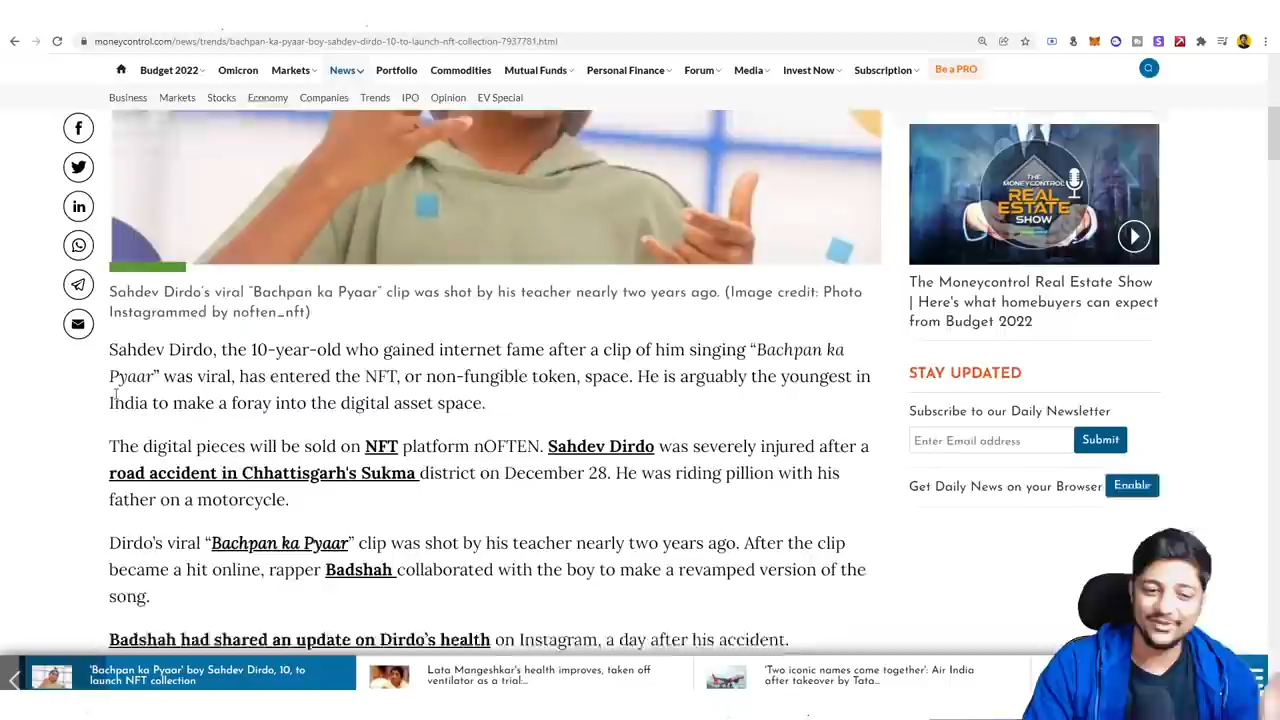 moneycontrol.com/news/trends/bachpan-ka-pyaar-boy-sahdev-dirdo-10-to-launch-nft-collection-7937781.html
Budget 2022 Omicron Markets News Portfolio Commodities Mutual Funds Personal Finance Forum Media Invest Now Subscription Be a PRO
Business Markets Stocks Economy Companies Trends IPO Opinion EV Special
Sahdev Dirdo's viral "Bachpan ka Pyaar" clip was shot by his teacher nearly two years ago. (Image credit: Photo
Instagrammed by noften_nft)
Sahdev Dirdo, the 10-year-old who gained internet fame after a clip of him singing “Bachpan ka
Pyaar” was viral, has entered the NFT, or non-fungible token, space. He is arguably the youngest in
India to make a foray into the digital asset space.
The digital pieces will be sold on NFT platform nOFTEN. Sahdev Dirdo was severely injured after a
road accident in Chhattisgarh's Sukma district on December 28. He was riding pillion with his
father on a motorcycle.
Dirdo’s viral “Bachpan ka Pyaar” clip was shot by his teacher nearly two years ago. After the clip
became a hit online, rapper Badshah collaborated with the boy to make a revamped version of the
song.
Badshah had shared an update on Dirdo’s health on Instagram, a day after his accident.
THE
MONEYCONTROL
REAL
ESTATE
SHOW
The Moneycontrol Real Estate Show
| Here's what homebuyers can expect
from Budget 2022
STAY UPDATED
Subscribe to our Daily Newsletter
Enter Email address Submit
Get Daily News on your Browser Enable
'Bachpan ka Pyaar' boy Sahdev Dirdo, 10, to
launch NFT collection
Lata Mangeshkar's health improves, taken off
ventilator as a trial:...
'Two iconic names come together': Air India
after takeover by Tata...